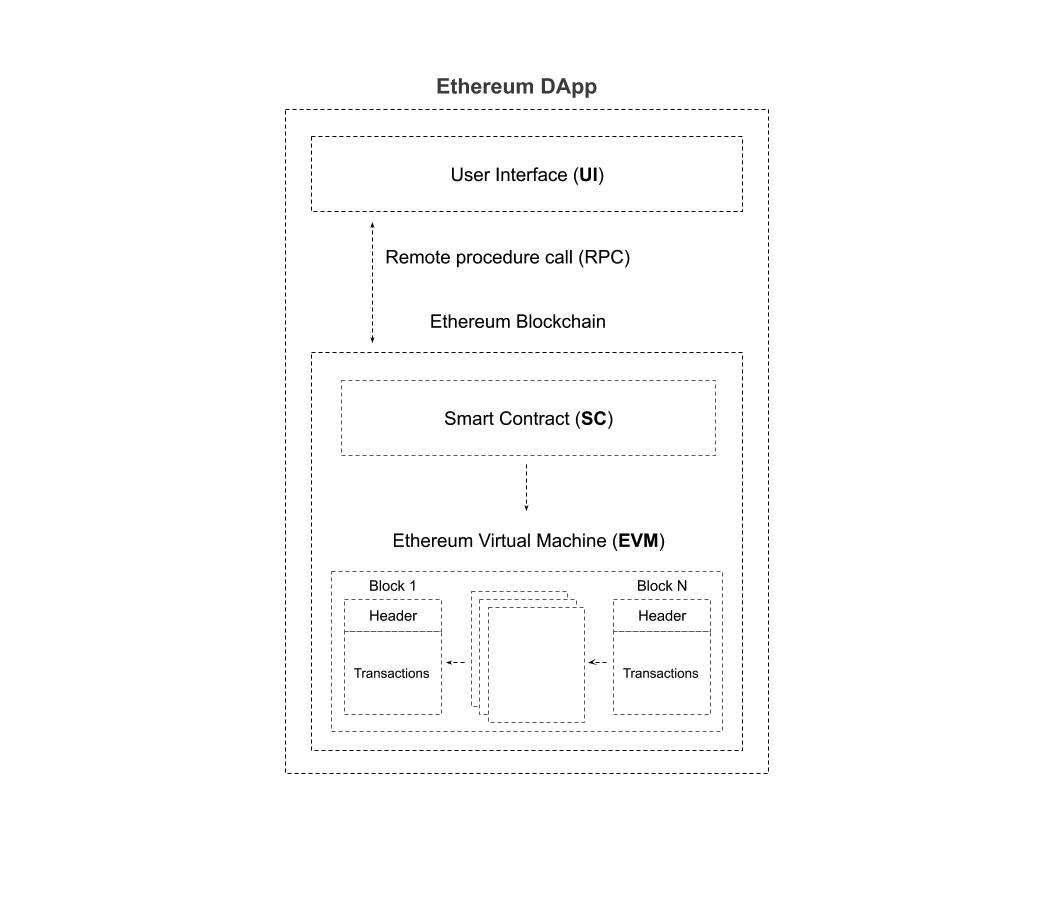 Ethereum DApp
User Interface (UI)
Remote procedure call (RPC)
Ethereum Blockchain
Smart Contract (SC)
Ethereum Virtual Machine (EVM)
Block 1
Block N
Header
Header
Transactions
Transactions